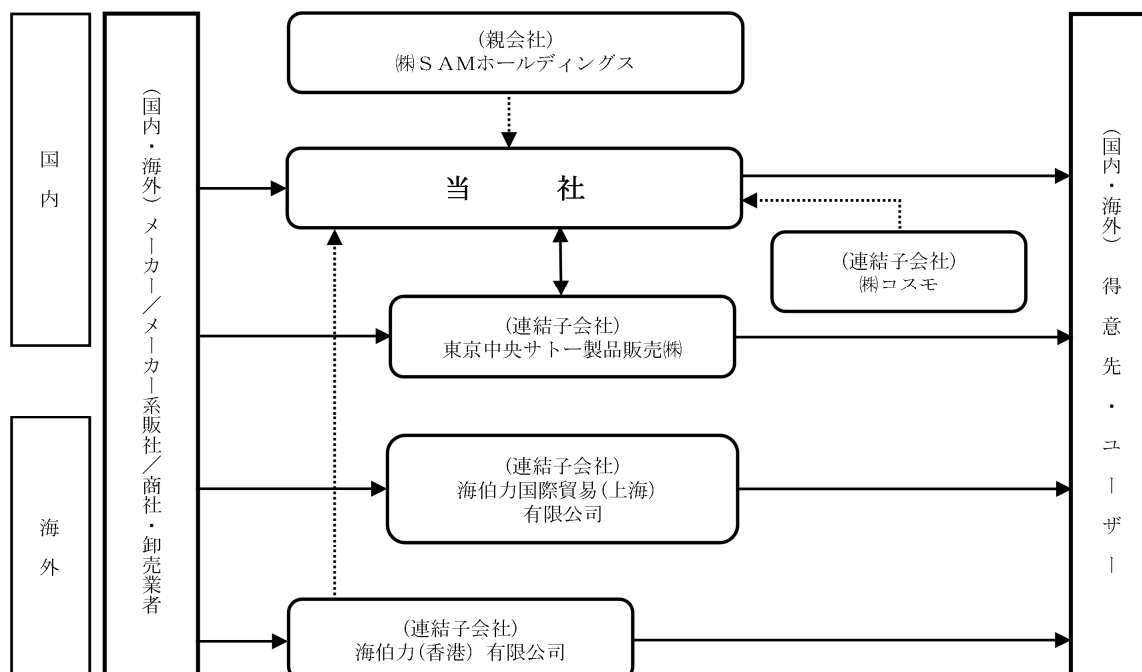 国内
海外
(国内・海外) メーカー/メーカー系販社/商社・卸売業者
(親会社)
㈱SAMホールディングス
当　　社
(連結子会社)
㈱コスモ
(連結子会社)
東京中央サトー製品販売㈱
(連結子会社)
海伯力国際貿易(上海)
有限公司
(連結子会社)
海伯力(香港) 有限公司
(国内・海外) 得意先・ユーザー